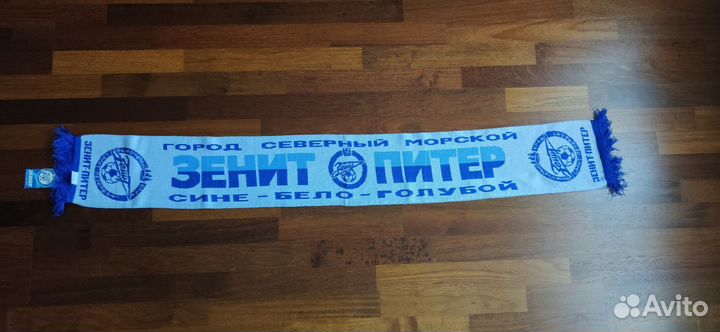 ГОРОД СЕВЕРНЫЙ МОРСКОЙ
ЗЕНИТ ПИТЕР
СИНЕ-БЕЛО-ГОЛУБОЙ
ЗЕНИТ-ПИТЕР
ЗЕНИТ-ПИТЕР
Avito